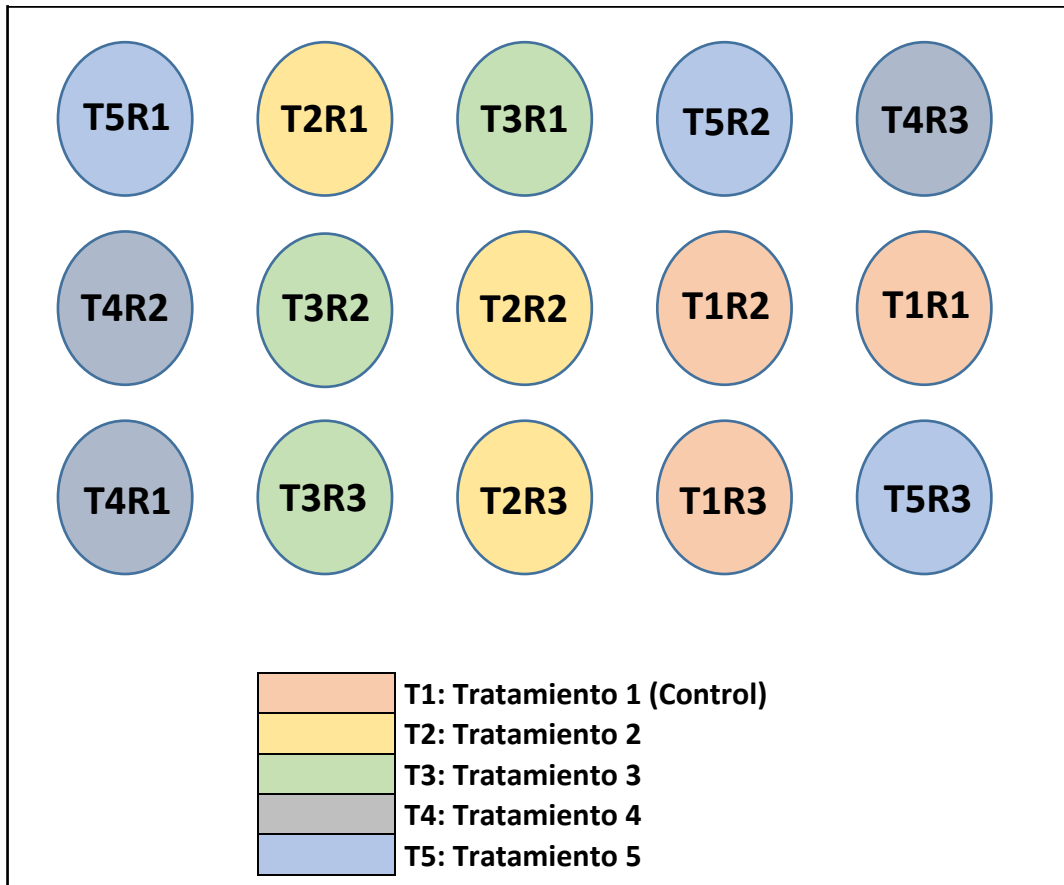 T5R1 T2R1 T3R1 T5R2 T4R3
T4R2 T3R2 T2R2 T1R2 T1R1
T4R1 T3R3 T2R3 T1R3 T5R3
T1: Tratamiento 1 (Control)
T2: Tratamiento 2
T3: Tratamiento 3
T4: Tratamiento 4
T5: Tratamiento 5